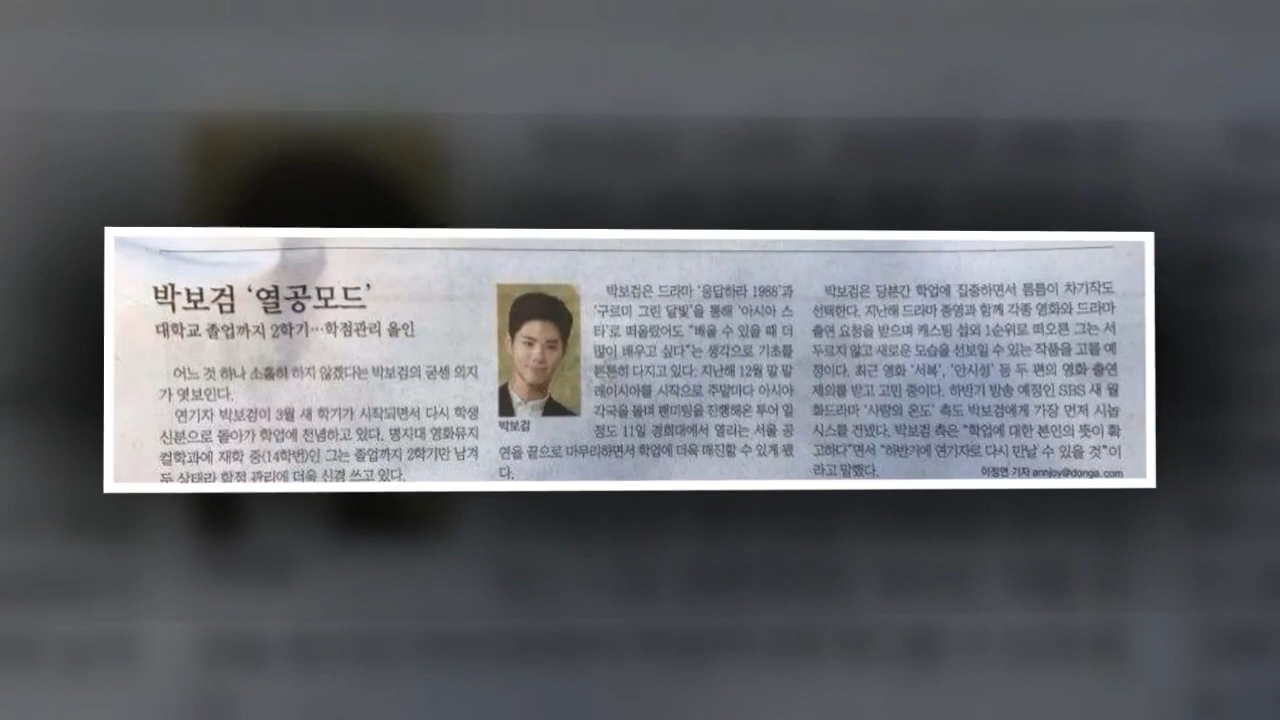 박보검 ‘열공모드’
대학교 졸업까지 2학기…학점관리 올인
어느 것 하나 소홀히 하지 않겠다는 박보검의 굳센 의지
가 엿보인다.
연기자 박보검이 3월 새 학기가 시작되면서 다시 학생
신분으로 돌아가 학업에 전념하고 있다. 명지대 영화뮤지
컬학과에 재학 중(14학번)인 그는 졸업까지 2학기만 남겨
둔 상태라 학점 관리에 더욱 신경 쓰고 있다.
박보검
박보검은 드라마 ‘응답하라 1988’과
‘구르미 그린 달빛’을 통해 ‘아시아 스
타’로 떠올랐어도 “배울 수 있을 때 더
많이 배우고 싶다”는 생각으로 기초를
튼튼히 다지고 있다. 지난해 12월 말 말
레이시아를 시작으로 주말마다 아시아
각국을 돌며 팬미팅을 진행해온 투어 일
정도 11일 경희대에서 열리는 서울 공
연을 끝으로 마무리하면서 학업에 더욱 매진할 수 있게 됐
다.
박보검은 당분간 학업에 집중하면서 틈틈이 차기작도
선택한다. 지난해 드라마 종영과 함께 각종 영화와 드라마
출연 요청을 받으며 캐스팅 섭외 1순위로 떠오른 그는 서
두르지 않고 새로운 모습을 선보일 수 있는 작품을 고를 예
정이다. 최근 영화 ‘서복’, ‘안시성’ 등 두 편의 영화 출연
제의를 받고 고민 중이다. 하반기 방송 예정인 SBS 새 월
화드라마 ‘사랑의 온도’ 측도 박보검에게 가장 먼저 시놉
시스를 건넸다. 박보검 측은 “학업에 대한 본인의 뜻이 확
고하다”면서 “하반기에 연기자로 다시 만날 수 있을 것”이
라고 말했다.
이정연 기자 annjoy@donga.com